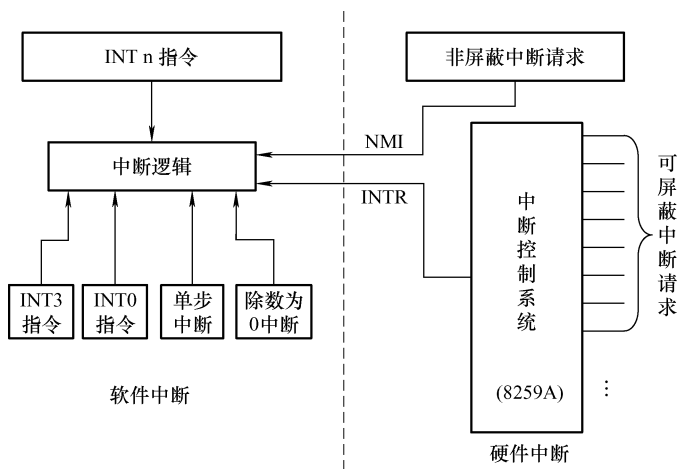 INT n 指令
非屏蔽中断请求
NMI
中断逻辑
INTR
中断控制系统
可屏蔽中断请求
INT3
指令
INT0
指令
单步
中断
除数为
0中断
(8259A)
⋮
软件中断
硬件中断